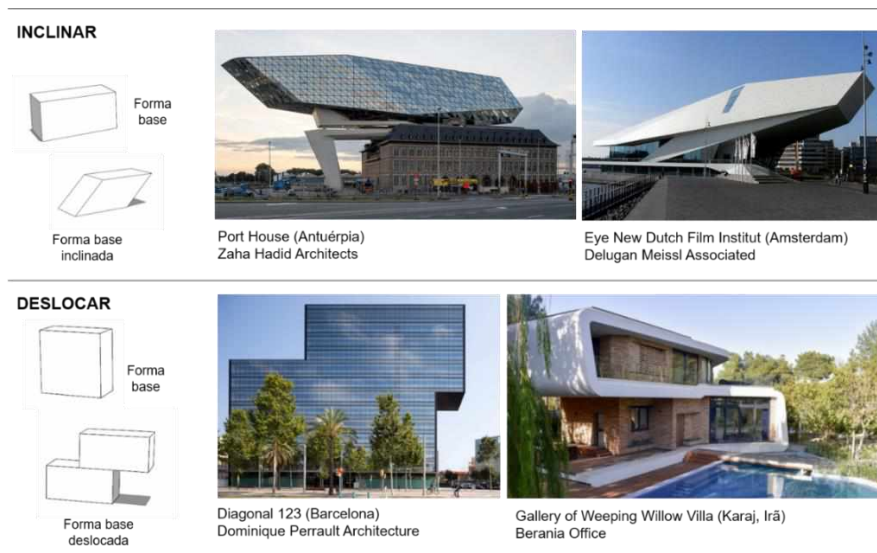 INCLINAR
Forma
base
Forma base
inclinada
Port House (Antuérpia)
Zaha Hadid Architects
Eye New Dutch Film Institut (Amsterdam)
Delugan Meissl Associated
DESLOCAR
Forma
base
Forma base
deslocada
Diagonal 123 (Barcelona)
Dominique Perrault Architecture
Gallery of Weeping Willow Villa (Karaj, Irã)
Berania Office